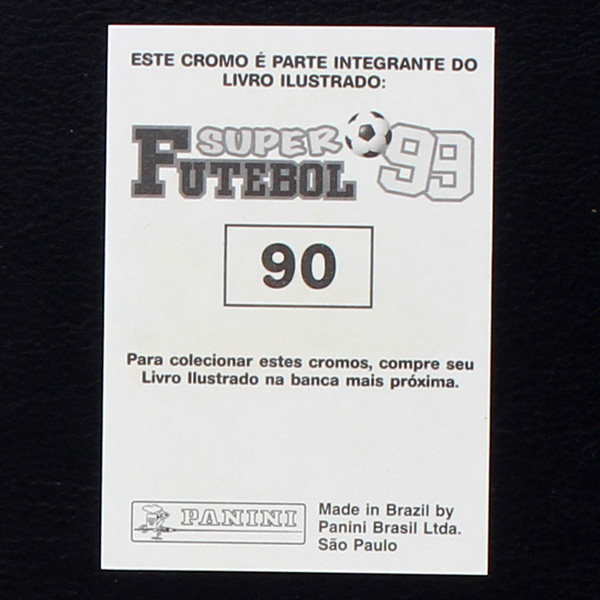 ESTE CROMO É PARTE INTEGRANTE DO
LIVRO ILUSTRADO:
SUPER
FUTEBOL 99
90
Para colecionar estes cromos, compre seu
Livro Ilustrado na banca mais próxima.
PANINI
Made in Brazil by
Panini Brasil Ltda.
São Paulo